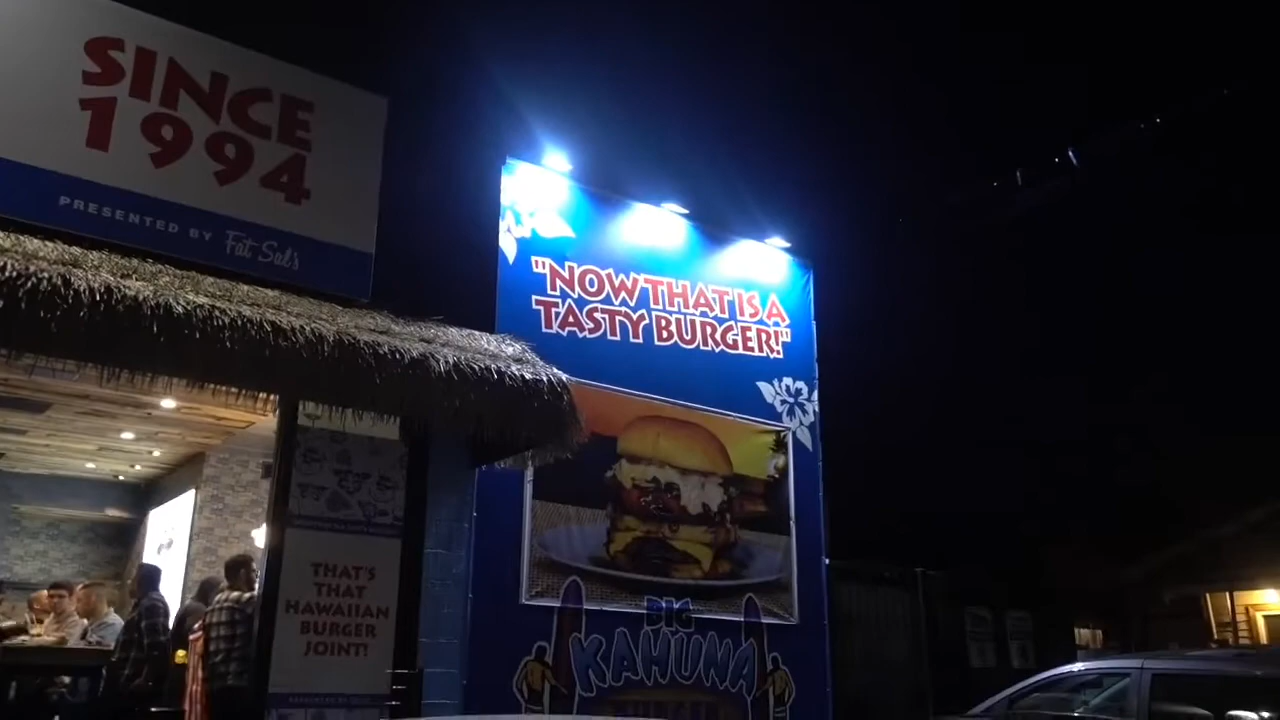 SINCE
1994
PRESENTED BY Fat Sal's
"NOW THAT IS A
TASTY BURGER!"
THAT'S
THAT
HAWAIIAN
BURGER
JOINT!
BIG
KAHUNA